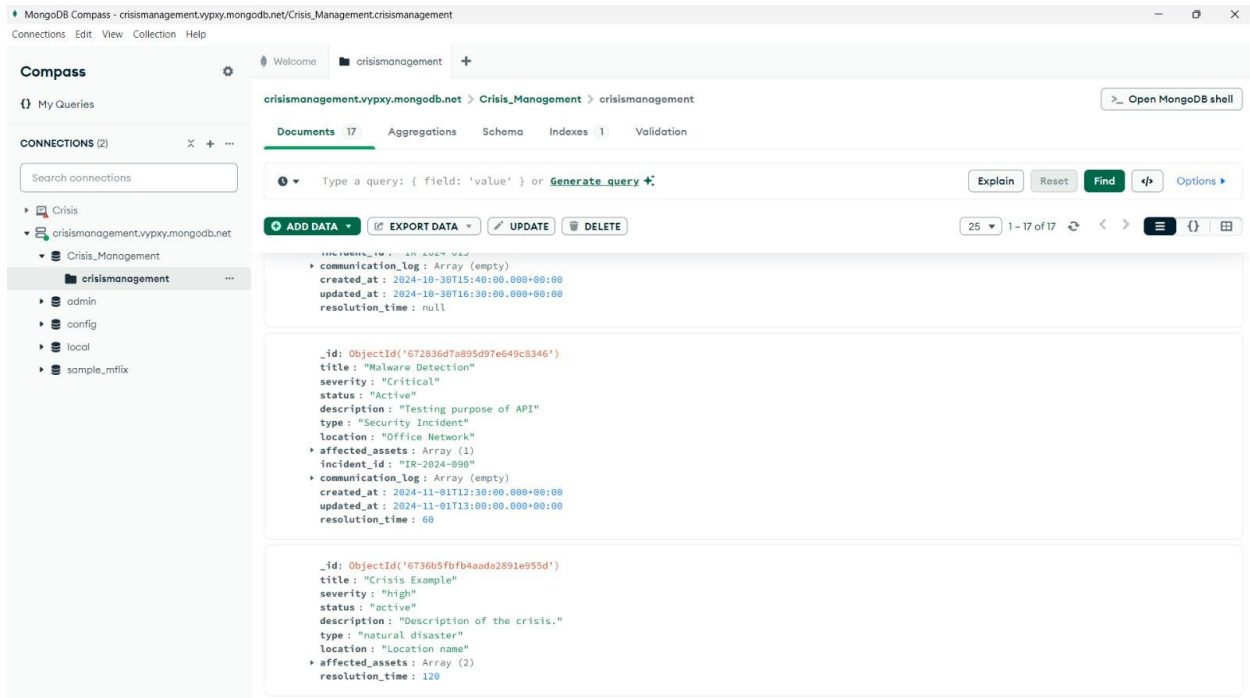 MongoDB Compass - crisismanagement.vypxy.mongodb.net/Crisis_Management.crisismanagement
Connections Edit View Collection Help
Compass
{} My Queries
CONNECTIONS (2)
Search connections
Crisis
crisismanagement.vypxy.mongodb.net
Crisis_Management
crisismanagement
admin
config
local
sample_mflix
Welcome crisismanagement
crisismanagement.vypxy.mongodb.net > Crisis_Management > crisismanagement
>_ Open MongoDB shell
Documents 17 Aggregations Schema Indexes 1 Validation
Type a query: { field: 'value' } or Generate query
Explain Reset Find </> Options
ADD DATA EXPORT DATA UPDATE DELETE
25 1 - 17 of 17 {}
communication_log : Array (empty)
created_at : 2024-10-30T15:40:00.000+00:00
updated_at : 2024-10-30T16:30:00.000+00:00
resolution_time : null
_id: ObjectId('672836d7a895d97e649c8346')
title : "Malware Detection"
severity : "Critical"
status : "Active"
description : "Testing purpose of API"
type : "Security Incident"
location : "Office Network"
affected_assets : Array (1)
incident_id : "IR-2024-090"
communication_log : Array (empty)
created_at : 2024-11-01T12:30:00.000+00:00
updated_at : 2024-11-01T13:00:00.000+00:00
resolution_time : 60
_id: ObjectId('6736b5fbfb4aada2891e955d')
title : "Crisis Example"
severity : "high"
status : "active"
description : "Description of the crisis."
type : "natural disaster"
location : "Location name"
affected_assets : Array (2)
resolution_time : 120